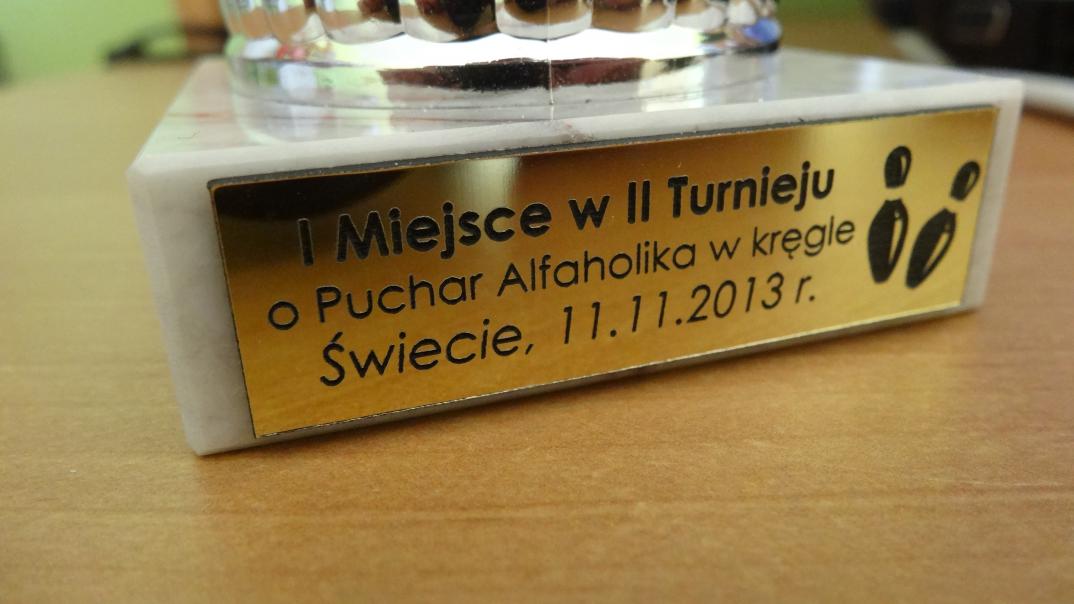 I Miejsce w II Turnieju
o Puchar Alfaholika w kręgle
Świecie, 11.11.2013 r.